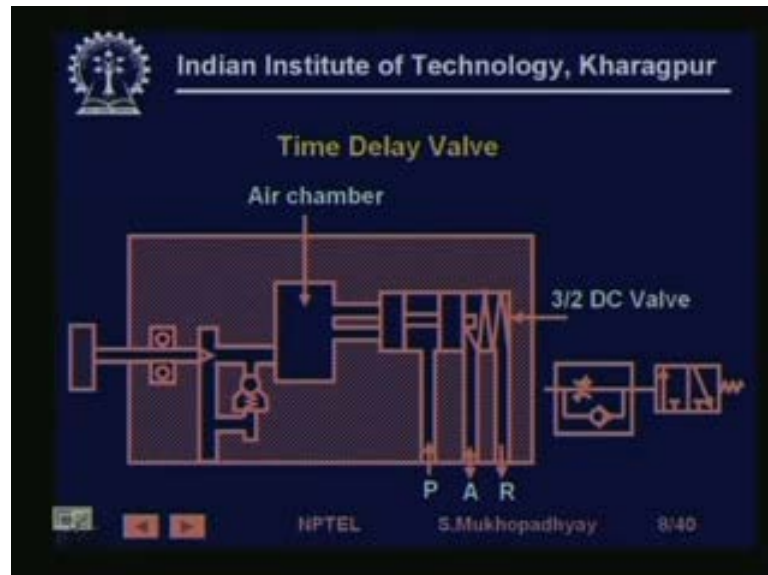 Indian Institute of Technology, Kharagpur
Time Delay Valve
Air chamber
3/2 DC Valve
P A R
NPTEL S.Mukhopadhyay 8/40